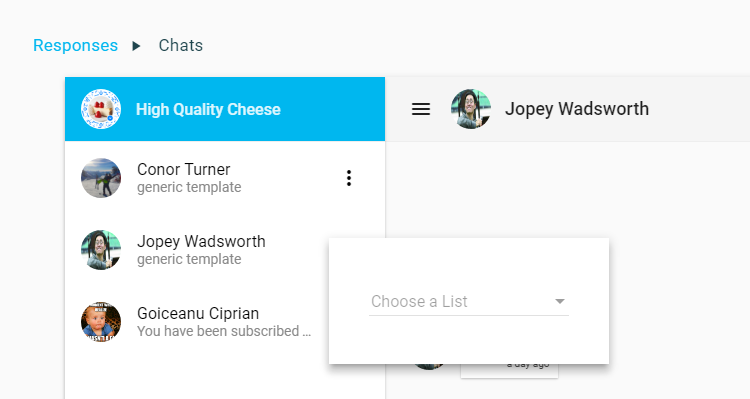 Responses ▶ Chats
High Quality Cheese
Jopey Wadsworth
Conor Turner
generic template
Jopey Wadsworth
generic template
Choose a List
Goiceanu Ciprian
You have been subscribed ...
a day ago